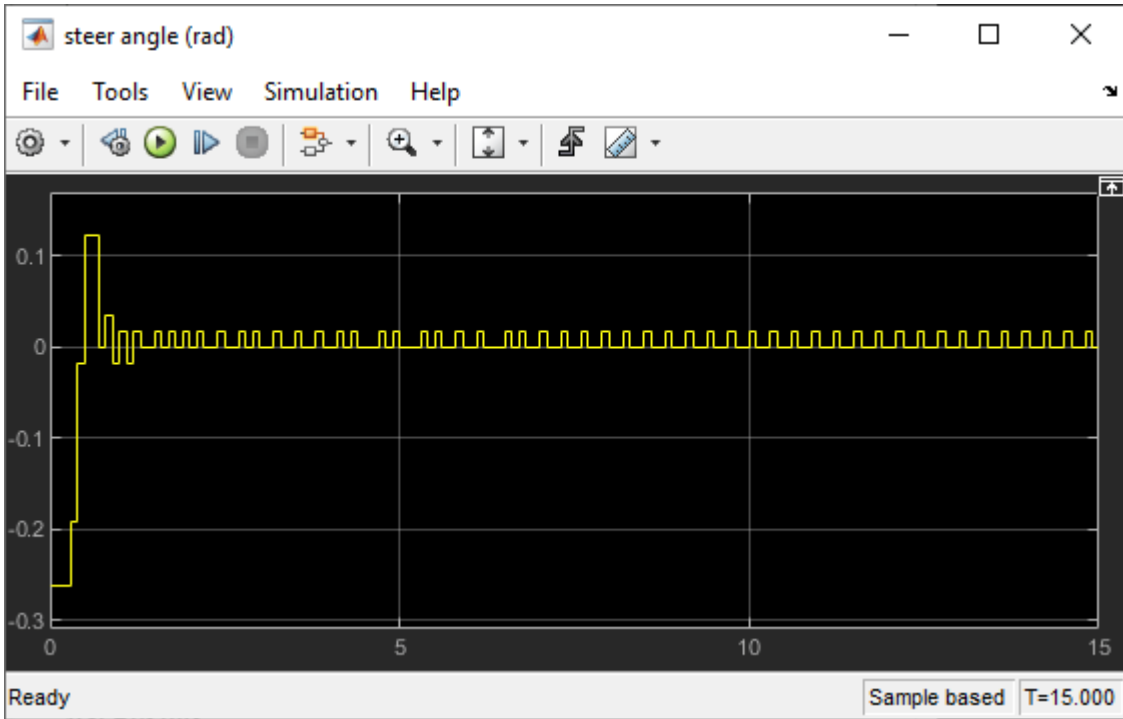 steer angle (rad)
File Tools View Simulation Help
0.1
0
-0.1
-0.2
-0.3
0 5 10 15
Ready Sample based T=15.000